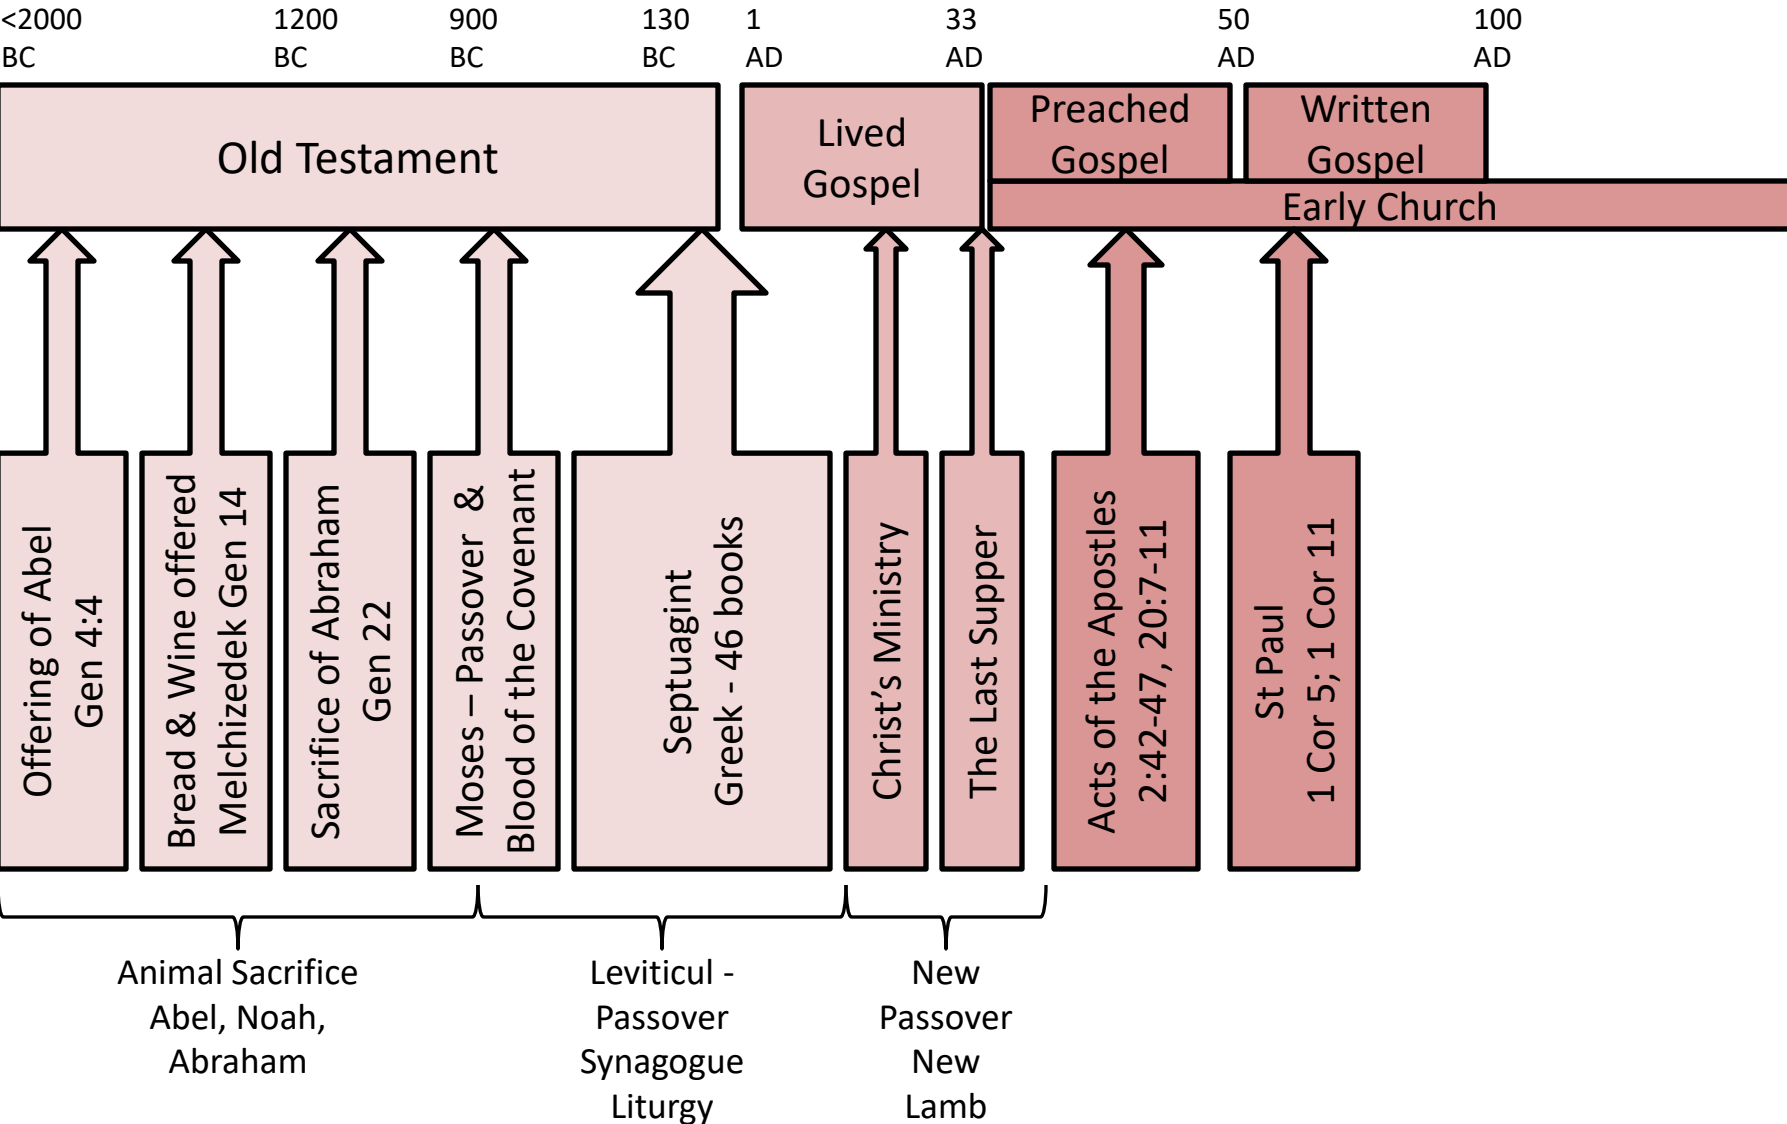 <2000
BC
1200
BC
900
BC
130
BC
1
AD
33
AD
50
AD
100
AD
Old Testament
Lived
Gospel
Preached
Gospel
Written
Gospel
Early Church
Offering of Abel
Gen 4:4
Bread & Wine offered
Melchizedek Gen 14
Sacrifice of Abraham
Gen 22
Moses – Passover &
Blood of the Covenant
Septuagint
Greek - 46 books
Christ’s Ministry
The Last Supper
Acts of the Apostles
2:42-47, 20:7-11
St Paul
1 Cor 5; 1 Cor 11
Animal Sacrifice
Abel, Noah,
Abraham
Leviticul -
Passover
Synagogue
Liturgy
New
Passover
New
Lamb